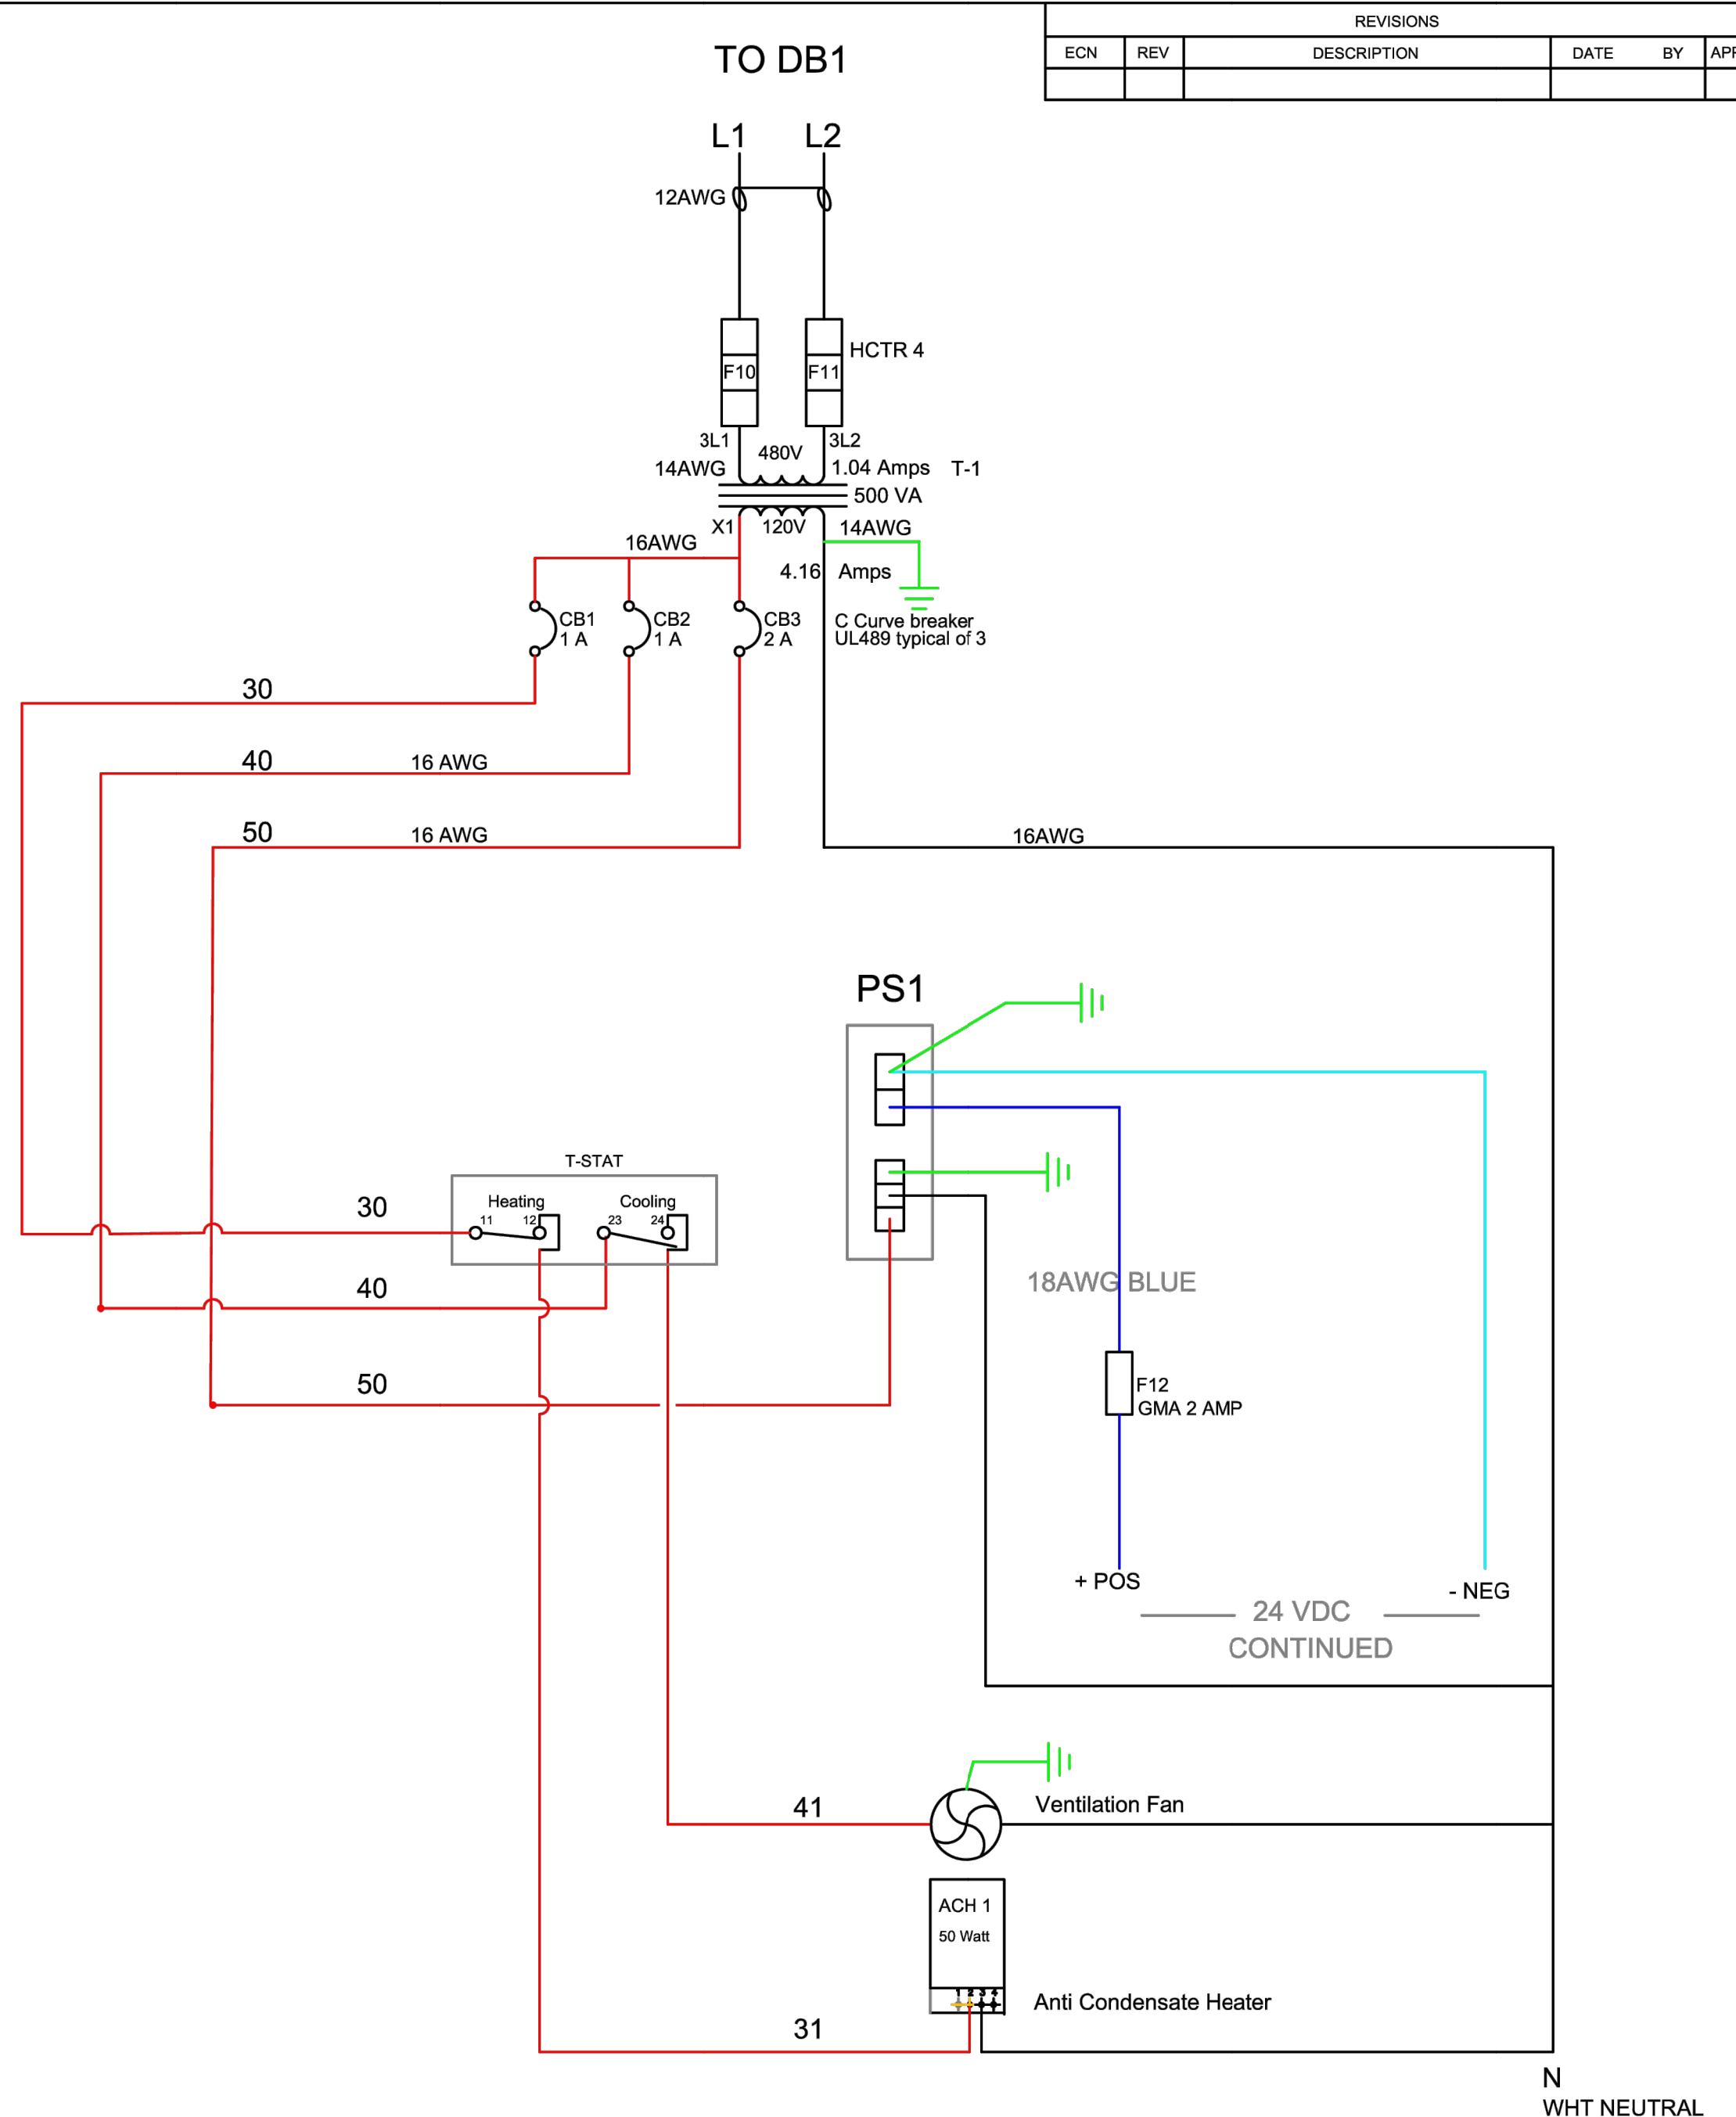 REVISIONS
ECN REV DESCRIPTION DATE BY
TO DB1
L1 L2
12AWG
HCTR 4
F10 F11
3L1 3L2
480V
14AWG 1.04 Amps T-1
500 VA
X1 120V 14AWG
16AWG
4.16 Amps
CB1
1 A
CB2
1 A
CB3
2 A
C Curve breaker
UL489 typical of 3
30
40 16 AWG
50 16 AWG
16AWG
PS1
T-STAT
Heating Cooling
11 12 23 24
30
40
50
18AWG BLUE
F12
GMA 2 AMP
+ POS
- NEG
24 VDC
CONTINUED
41
Ventilation Fan
ACH 1
50 Watt
1 2 3 4
Anti Condensate Heater
31
N
WHT NEUTRAL